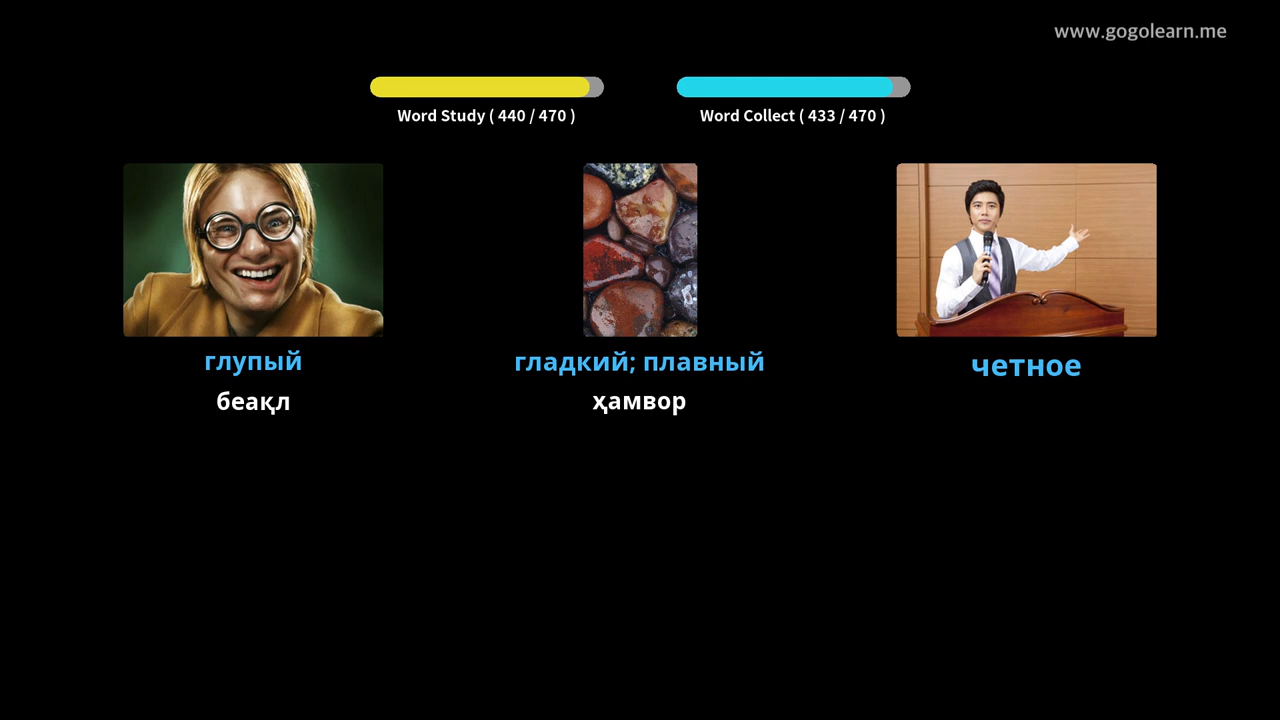 www.gogolearn.me
Word Study ( 440 / 470 )
Word Collect ( 433 / 470 )
глупый
беақл
гладкий; плавный
ҳамвор
четное